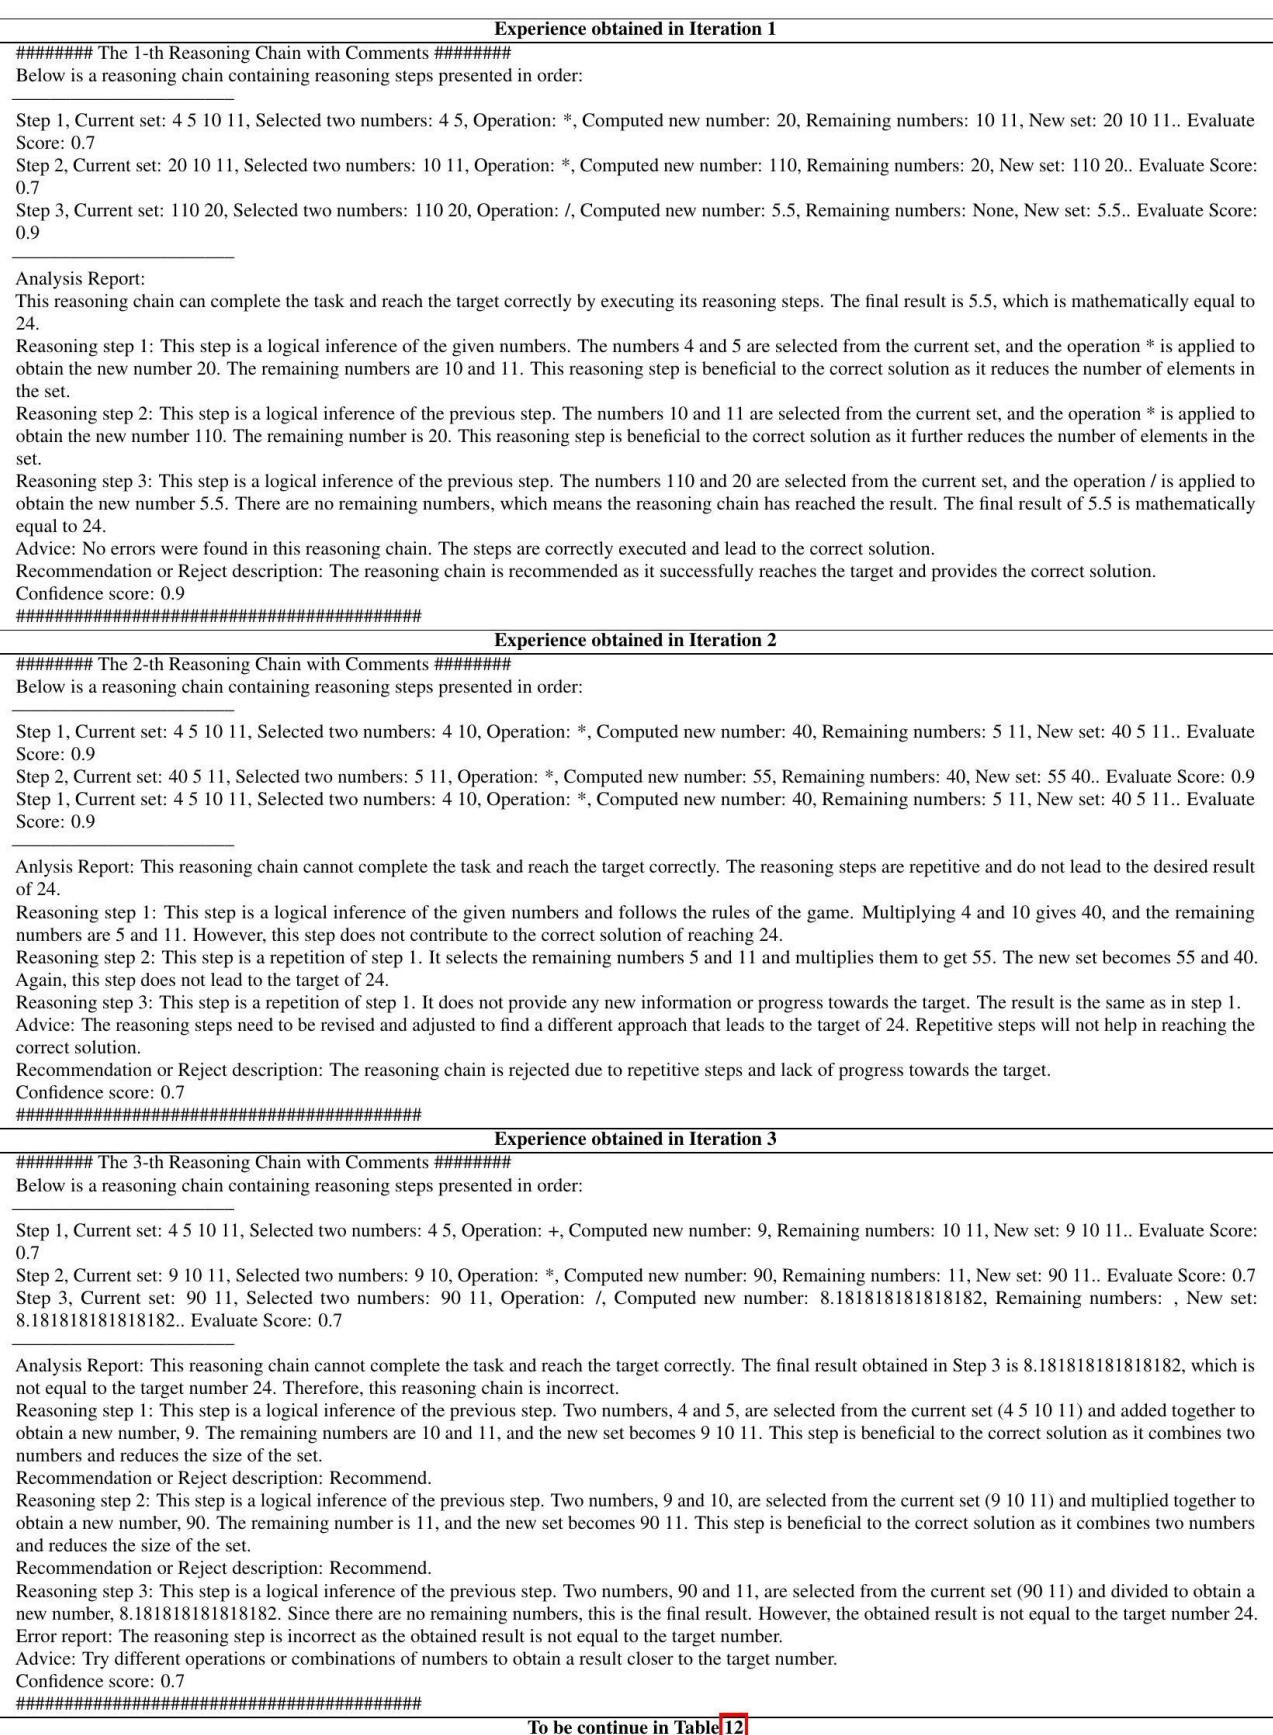 Experience obtained in Iteration 1
######## The 1-th Reasoning Chain with Comments ########
Below is a reasoning chain containing reasoning steps presented in order:
Step 1, Current set: 4 5 10 11, Selected two numbers: 4 5, Operation: *, Computed new number: 20, Remaining numbers: 10 11, New set: 20 10 11.. Evaluate
Score: 0.7
Step 2, Current set: 20 10 11, Selected two numbers: 10 11, Operation: *, Computed new number: 110, Remaining numbers: 20, New set: 110 20.. Evaluate Score:
0.7
Step 3, Current set: 110 20, Selected two numbers: 110 20, Operation: /, Computed new number: 5.5, Remaining numbers: None, New set: 5.5.. Evaluate Score:
0.9
Analysis Report:
This reasoning chain can complete the task and reach the target correctly by executing its reasoning steps. The final result is 5.5, which is mathematically equal to
24.
Reasoning step 1: This step is a logical inference of the given numbers. The numbers 4 and 5 are selected from the current set, and the operation * is applied to
obtain the new number 20. The remaining numbers are 10 and 11. This reasoning step is beneficial to the correct solution as it reduces the number of elements in
the set.
Reasoning step 2: This step is a logical inference of the previous step. The numbers 10 and 11 are selected from the current set, and the operation * is applied to
obtain the new number 110. The remaining number is 20. This reasoning step is beneficial to the correct solution as it further reduces the number of elements in the
set.
Reasoning step 3: This step is a logical inference of the previous step. The numbers 110 and 20 are selected from the current set, and the operation / is applied to
obtain the new number 5.5. There are no remaining numbers, which means the reasoning chain has reached the result. The final result of 5.5 is mathematically
equal to 24.
Advice: No errors were found in this reasoning chain. The steps are correctly executed and lead to the correct solution.
Recommendation or Reject description: The reasoning chain is recommended as it successfully reaches the target and provides the correct solution.
Confidence score: 0.9
##########################################
Experience obtained in Iteration 2
######## The 2-th Reasoning Chain with Comments ########
Below is a reasoning chain containing reasoning steps presented in order:
Step 1, Current set: 4 5 10 11, Selected two numbers: 4 10, Operation: *, Computed new number: 40, Remaining numbers: 5 11, New set: 40 5 11.. Evaluate
Score: 0.9
Step 2, Current set: 40 5 11, Selected two numbers: 5 11, Operation: *, Computed new number: 55, Remaining numbers: 40, New set: 55 40.. Evaluate Score: 0.9
Step 1, Current set: 4 5 10 11, Selected two numbers: 4 10, Operation: *, Computed new number: 40, Remaining numbers: 5 11, New set: 40 5 11.. Evaluate
Score: 0.9
Anlysis Report: This reasoning chain cannot complete the task and reach the target correctly. The reasoning steps are repetitive and do not lead to the desired result
of 24.
Reasoning step 1: This step is a logical inference of the given numbers and follows the rules of the game. Multiplying 4 and 10 gives 40, and the remaining
numbers are 5 and 11. However, this step does not contribute to the correct solution of reaching 24.
Reasoning step 2: This step is a repetition of step 1. It selects the remaining numbers 5 and 11 and multiplies them to get 55. The new set becomes 55 and 40.
Again, this step does not lead to the target of 24.
Reasoning step 3: This step is a repetition of step 1. It does not provide any new information or progress towards the target. The result is the same as in step 1.
Advice: The reasoning steps need to be revised and adjusted to find a different approach that leads to the target of 24. Repetitive steps will not help in reaching the
correct solution.
Recommendation or Reject description: The reasoning chain is rejected due to repetitive steps and lack of progress towards the target.
Confidence score: 0.7
##########################################
Experience obtained in Iteration 3
######## The 3-th Reasoning Chain with Comments ########
Below is a reasoning chain containing reasoning steps presented in order:
Step 1, Current set: 4 5 10 11, Selected two numbers: 4 5, Operation: +, Computed new number: 9, Remaining numbers: 10 11, New set: 9 10 11.. Evaluate Score:
0.7
Step 2, Current set: 9 10 11, Selected two numbers: 9 10, Operation: *, Computed new number: 90, Remaining numbers: 11, New set: 90 11.. Evaluate Score: 0.7
Step 3, Current set: 90 11, Selected two numbers: 90 11, Operation: /, Computed new number: 8.181818181818182, Remaining numbers: , New set:
8.181818181818182.. Evaluate Score: 0.7
Analysis Report: This reasoning chain cannot complete the task and reach the target correctly. The final result obtained in Step 3 is 8.181818181818182, which is
not equal to the target number 24. Therefore, this reasoning chain is incorrect.
Reasoning step 1: This step is a logical inference of the previous step. Two numbers, 4 and 5, are selected from the current set (4 5 10 11) and added together to
obtain a new number, 9. The remaining numbers are 10 and 11, and the new set becomes 9 10 11. This step is beneficial to the correct solution as it combines two
numbers and reduces the size of the set.
Recommendation or Reject description: Recommend.
Reasoning step 2: This step is a logical inference of the previous step. Two numbers, 9 and 10, are selected from the current set (9 10 11) and multiplied together to
obtain a new number, 90. The remaining number is 11, and the new set becomes 90 11. This step is beneficial to the correct solution as it combines two numbers
and reduces the size of the set.
Recommendation or Reject description: Recommend.
Reasoning step 3: This step is a logical inference of the previous step. Two numbers, 90 and 11, are selected from the current set (90 11) and divided to obtain a
new number, 8.181818181818182. Since there are no remaining numbers, this is the final result. However, the obtained result is not equal to the target number 24.
Error report: The reasoning step is incorrect as the obtained result is not equal to the target number.
Advice: Try different operations or combinations of numbers to obtain a result closer to the target number.
Confidence score: 0.7
##########################################
To be continue in Table 12